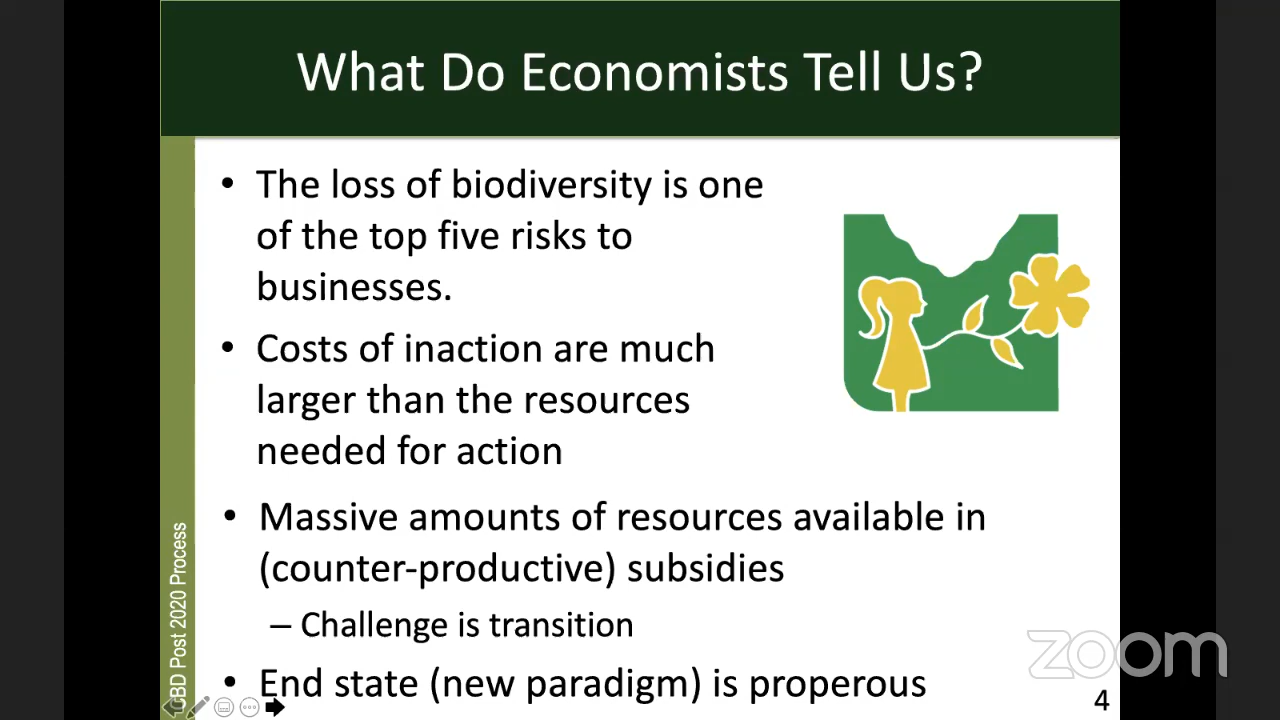 What Do Economists Tell Us?
• The loss of biodiversity is one
of the top five risks to
businesses.
• Costs of inaction are much
larger than the resources
needed for action
• Massive amounts of resources available in
(counter-productive) subsidies
– Challenge is transition
• End state (new paradigm) is properous
CBD Post 2020 Process
4
zoom